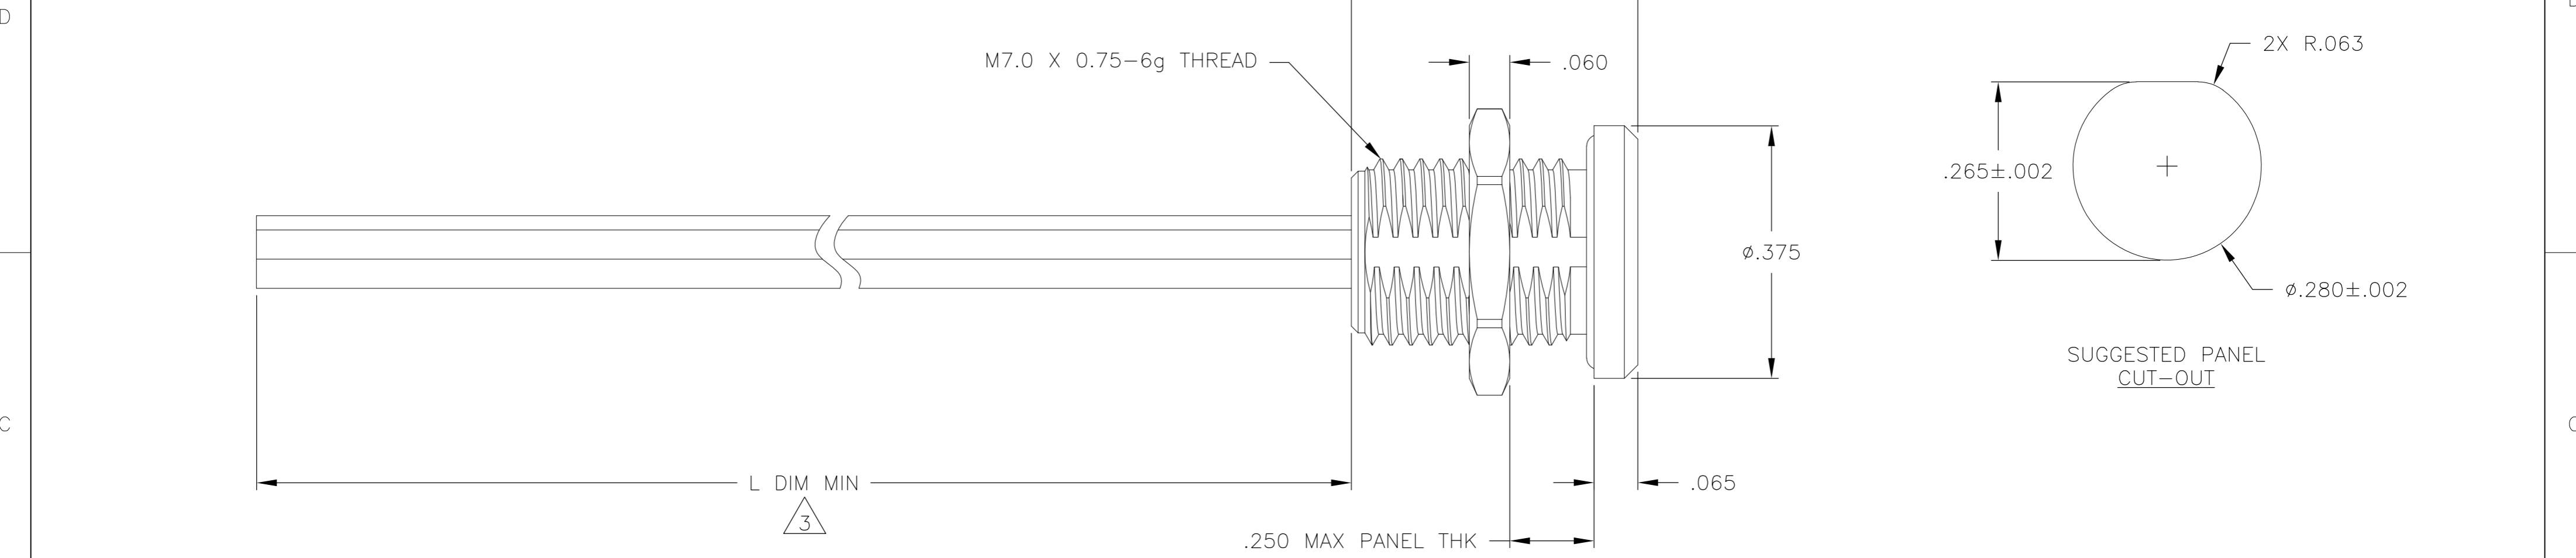 D
M7.0 X 0.75-6g THREAD
.060
2X R.063
.265±.002
ø.375
ø.280±.002
SUGGESTED PANEL
CUT-OUT
C
L DIM MIN
3
.065
.250 MAX PANEL THK